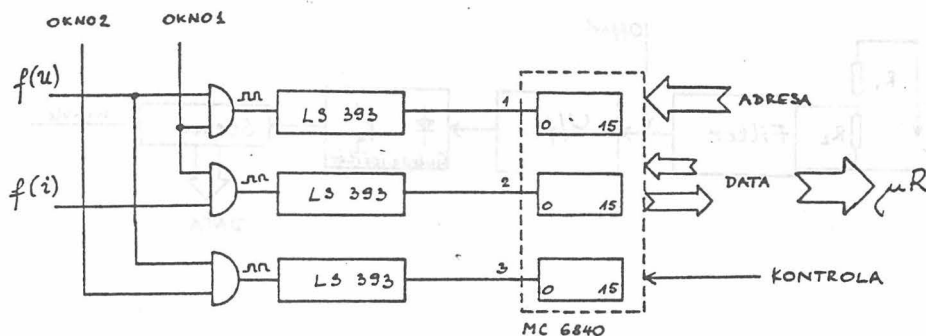 OKNO2 OKNO1
f(u)
f(i)
LS 393
LS 393
LS 393
1
2
3
0 15
0 15
0 15
MC 6840
ADRESA
DATA
μR
KONTROLA